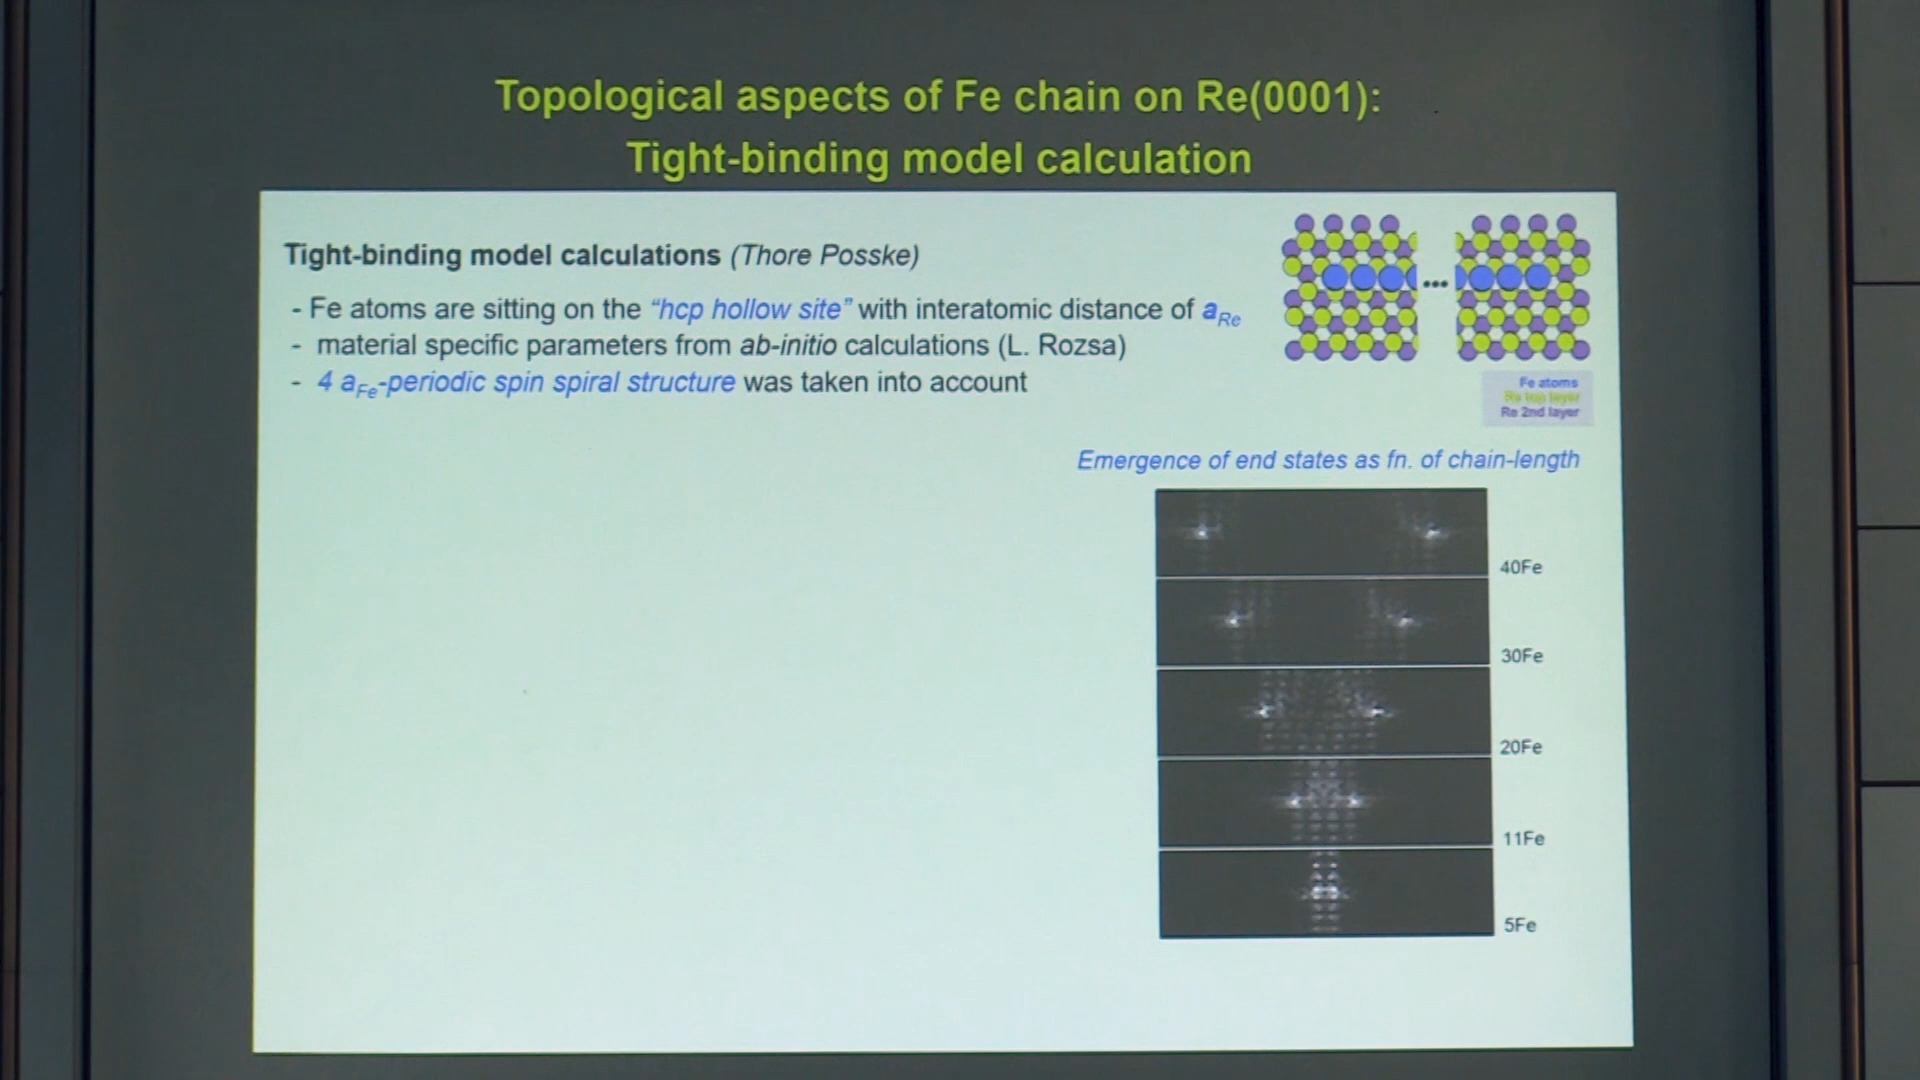 Topological aspects of Fe chain on Re(0001):
Tight-binding model calculation
Tight-binding model calculations (Thore Posske)
- Fe atoms are sitting on the “hcp hollow site” with interatomic distance of aRe
- material specific parameters from ab-initio calculations (L. Rozsa)
- 4 aFe-periodic spin spiral structure was taken into account
...
Fe atoms
Re top layer
Re 2nd layer
Emergence of end states as fn. of chain-length
40Fe
30Fe
20Fe
11Fe
5Fe